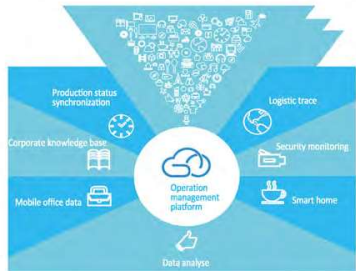 Production status
synchronization
Logistic trace
Corporate knowledge base
Security monitoring
Operation
management
platform
Mobile office data
Smart home
Data analyse